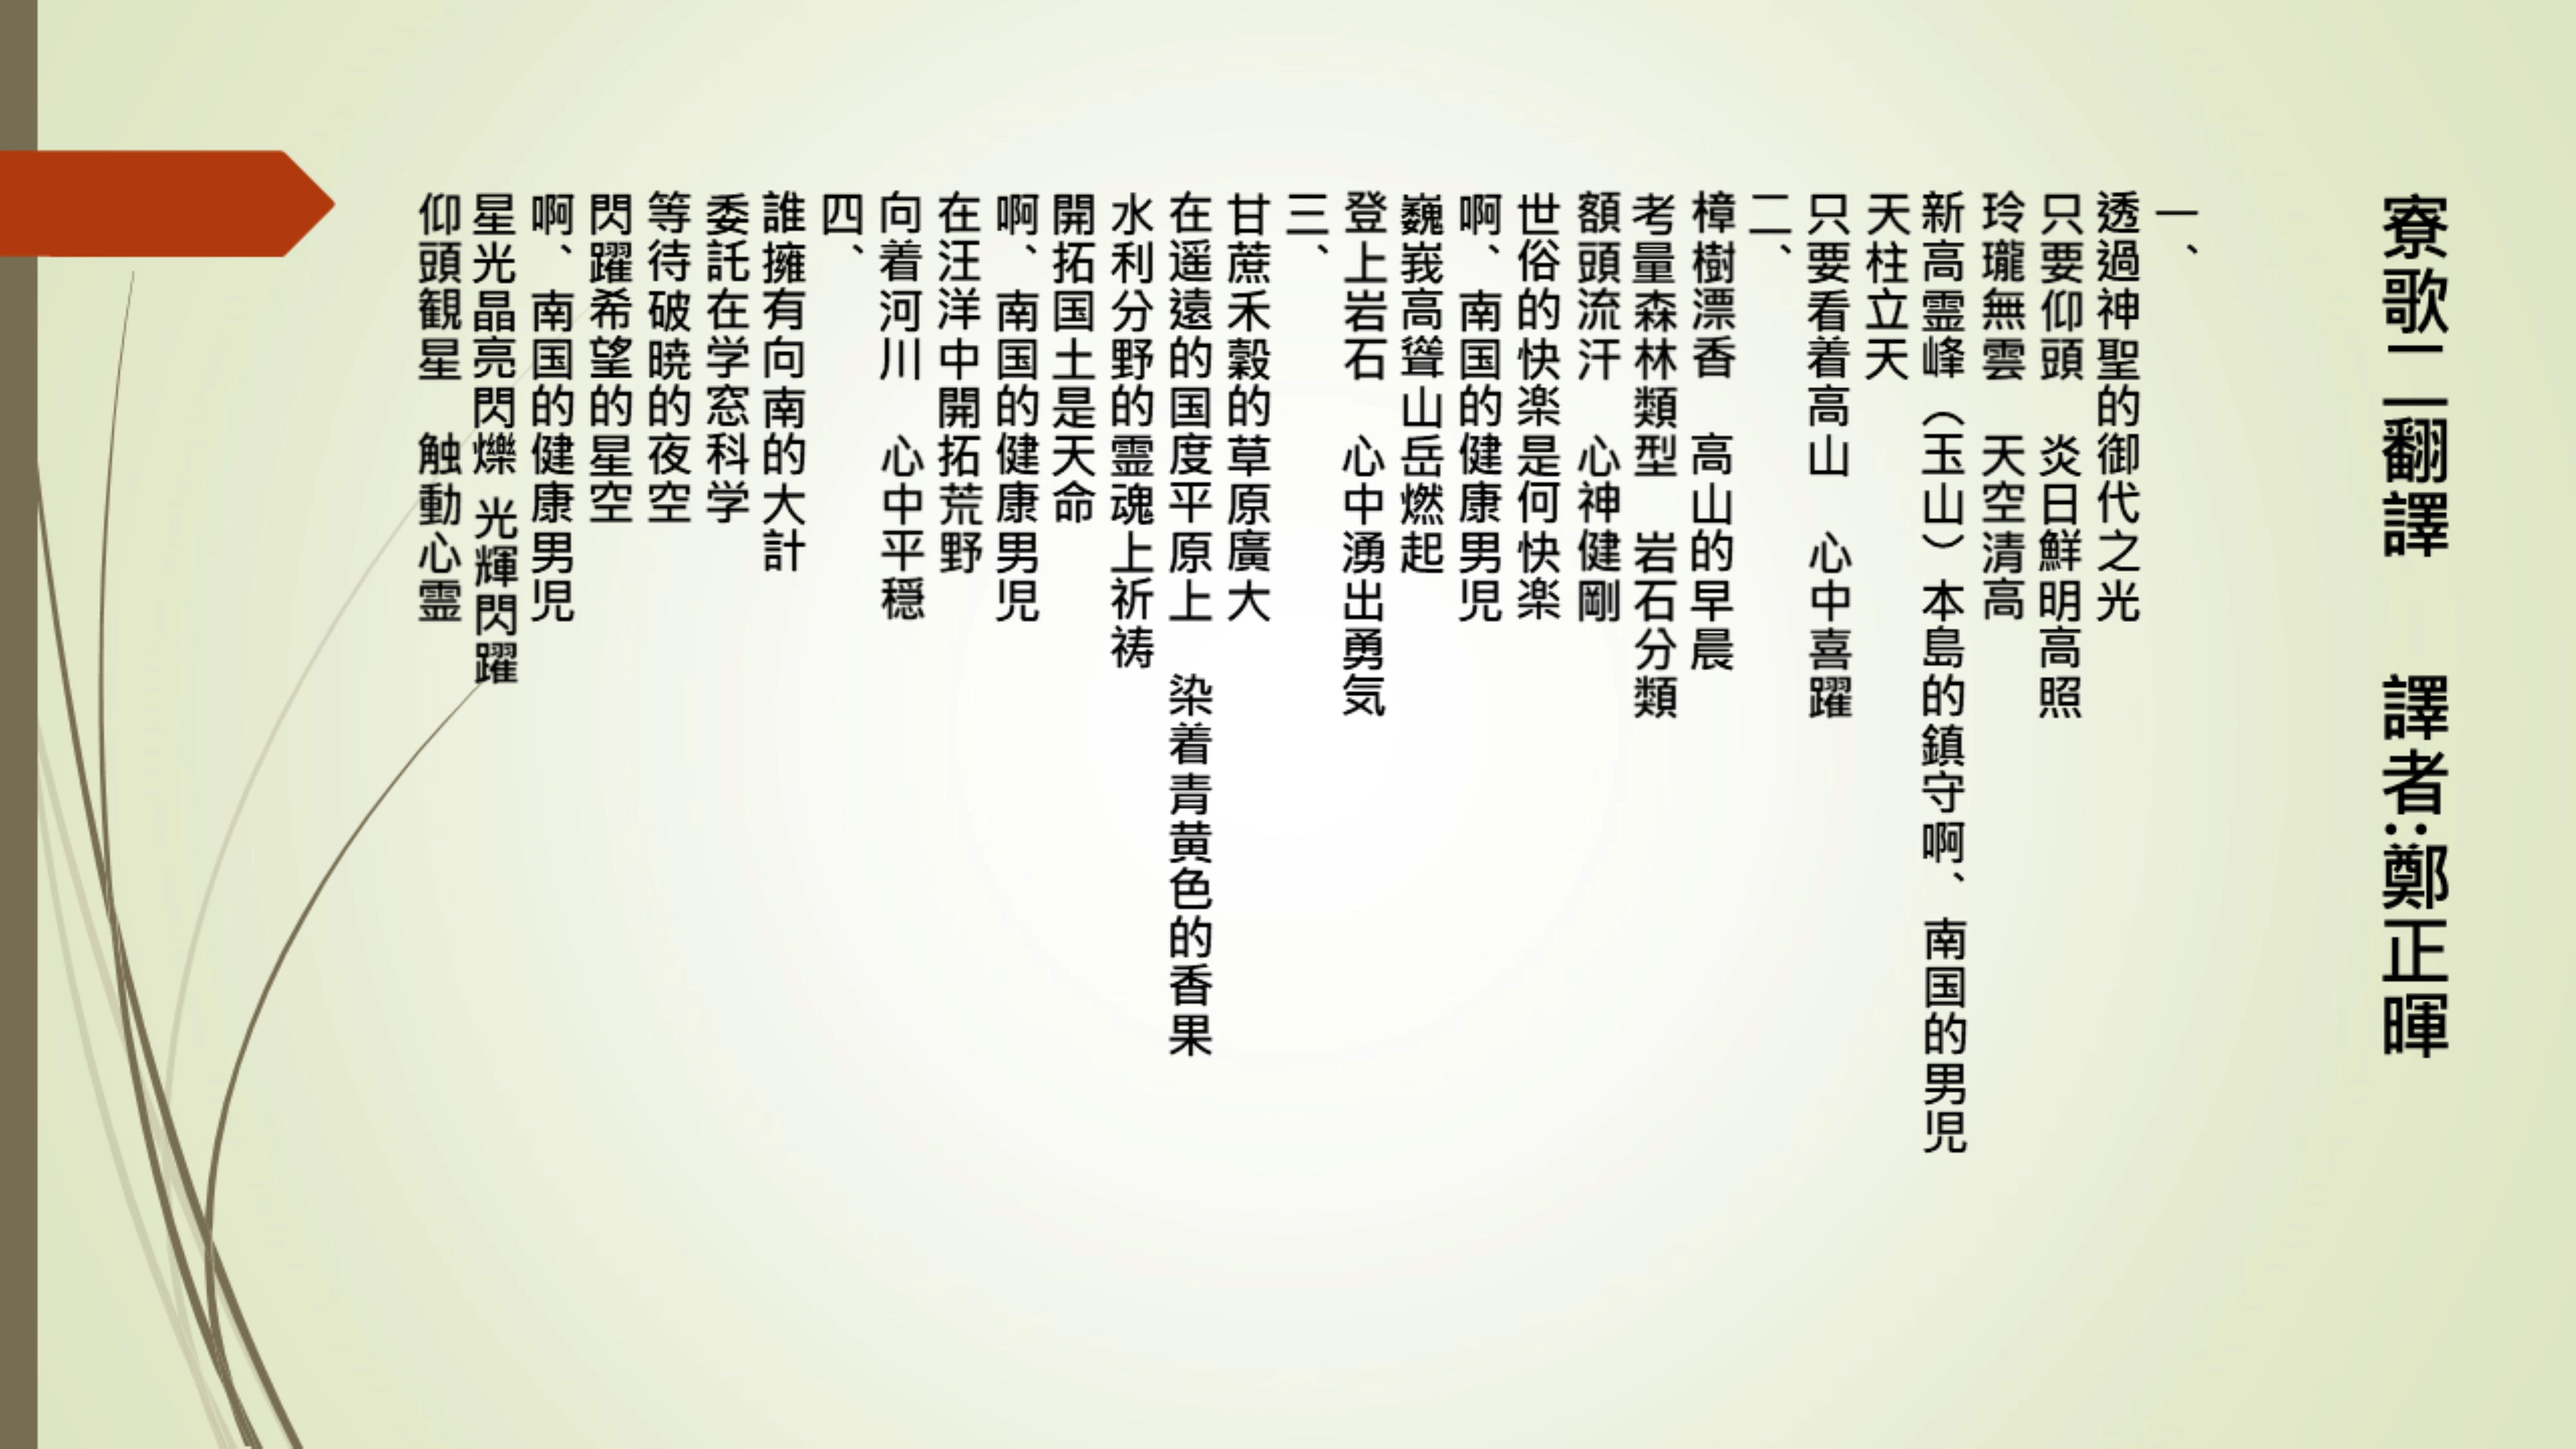 寮歌二翻譯　譯者:鄭正暉
一、
透過神聖的御代之光
只要仰頭　炎日鮮明高照
玲瓏無雲　天空清高
新高霊峰（玉山）本島的鎮守啊、南国的男児
天柱立天
只要看着高山　心中喜躍
二、
樟樹漂香　高山的早晨
考量森林類型　岩石分類
額頭流汗　心神健剛
世俗的快楽是何快楽
啊、南国的健康男児
巍峩高聳山岳燃起
登上岩石　心中湧出勇気
三、
甘蔗禾穀的草原廣大
在遥遠的国度平原上　染着青黄色的香果
水利分野的霊魂上祈祷
開拓国土是天命
啊、南国的健康男児
在汪洋中開拓荒野
向着河川　心中平穏
四、
誰擁有向南的大計
委託在学窓科学
等待破暁的夜空
閃躍希望的星空
啊、南国的健康男児
星光晶亮閃爍 光輝閃躍
仰頭観星　触動心霊